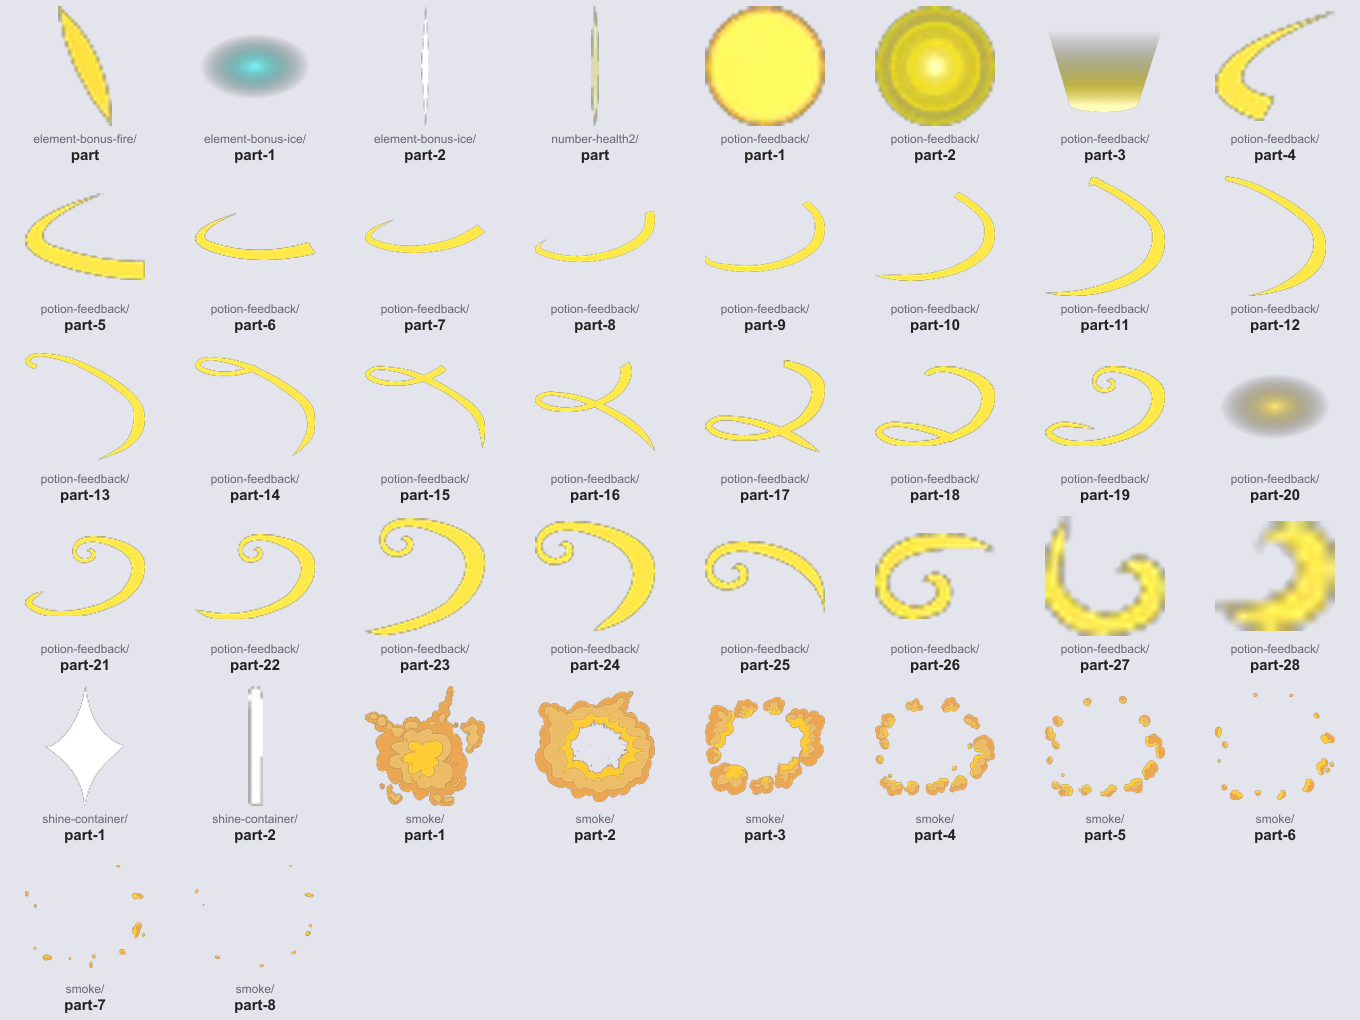 element-bonus-fire/
part
element-bonus-ice/
part-1
element-bonus-ice/
part-2
number-health2/
part
potion-feedback/
part-1
potion-feedback/
part-2
potion-feedback/
part-3
potion-feedback/
part-4
potion-feedback/
part-5
potion-feedback/
part-6
potion-feedback/
part-7
potion-feedback/
part-8
potion-feedback/
part-9
potion-feedback/
part-10
potion-feedback/
part-11
potion-feedback/
part-12
potion-feedback/
part-13
potion-feedback/
part-14
potion-feedback/
part-15
potion-feedback/
part-16
potion-feedback/
part-17
potion-feedback/
part-18
potion-feedback/
part-19
potion-feedback/
part-20
potion-feedback/
part-21
potion-feedback/
part-22
potion-feedback/
part-23
potion-feedback/
part-24
potion-feedback/
part-25
potion-feedback/
part-26
potion-feedback/
part-27
potion-feedback/
part-28
shine-container/
part-1
shine-container/
part-2
smoke/
part-1
smoke/
part-2
smoke/
part-3
smoke/
part-4
smoke/
part-5
smoke/
part-6
smoke/
part-7
smoke/
part-8